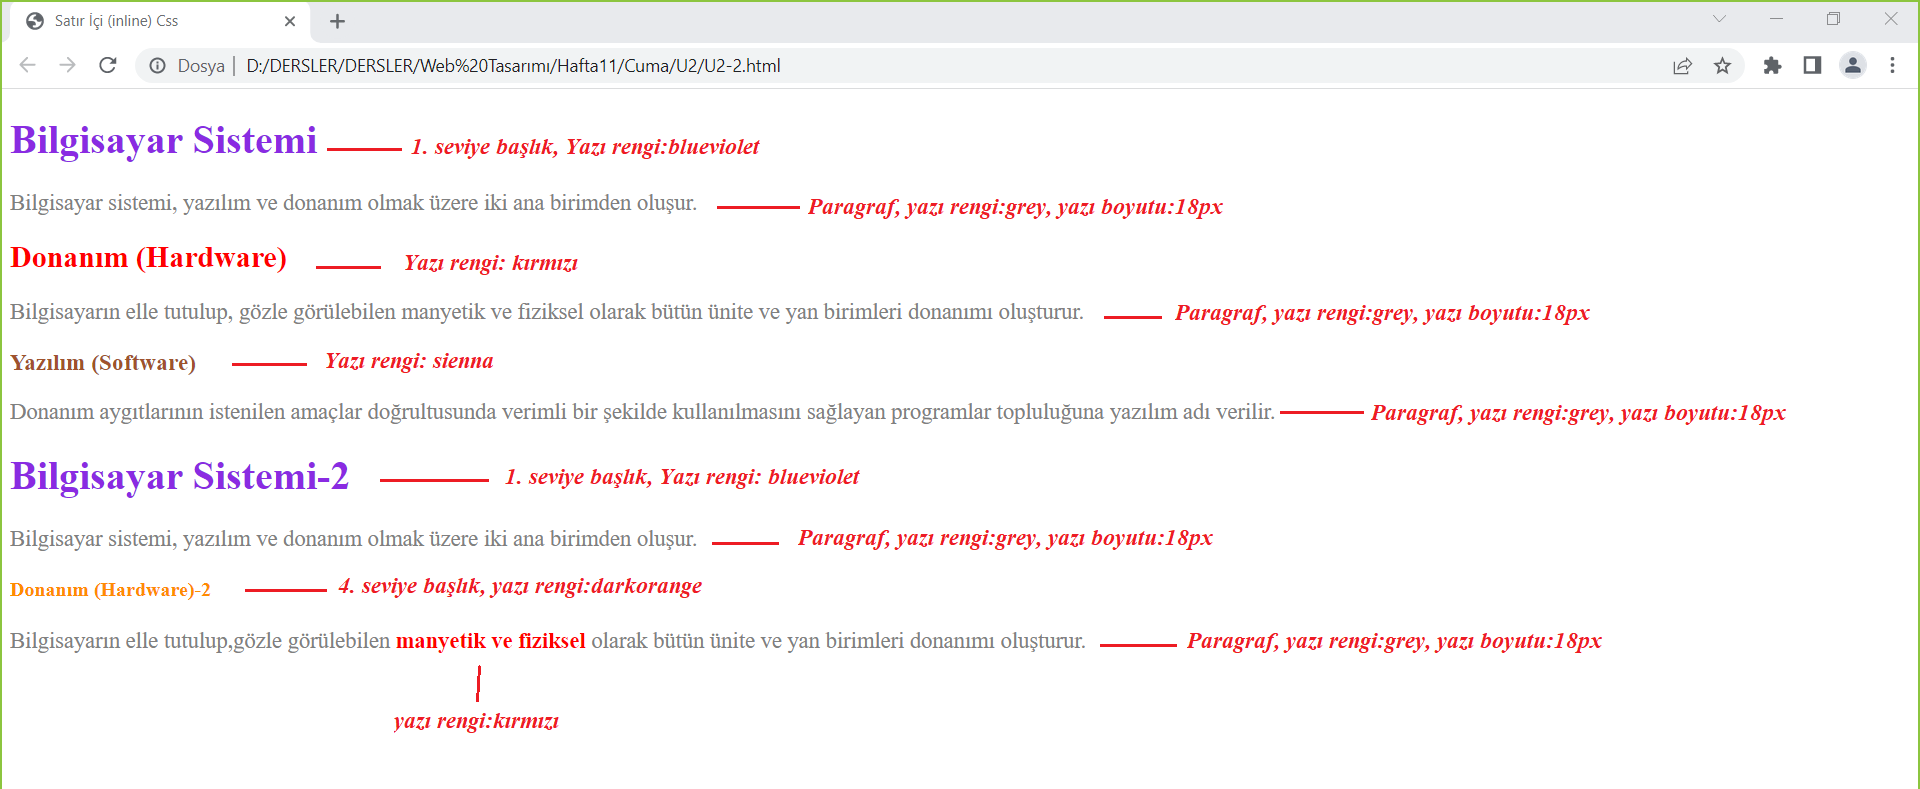 Satır İçi (inline) Css
Dosya | D:/DERSLER/DERSLER/Web%20Tasarımı/Hafta11/Cuma/U2/U2-2.html
Bilgisayar Sistemi 1. seviye başlık, Yazı rengi:blueviolet
Bilgisayar sistemi, yazılım ve donanım olmak üzere iki ana birimden oluşur. Paragraf, yazı rengi:grey, yazı boyutu:18px
Donanım (Hardware) Yazı rengi: kırmızı
Bilgisayarın elle tutulup, gözle görülebilen manyetik ve fiziksel olarak bütün ünite ve yan birimleri donanımı oluşturur. Paragraf, yazı rengi:grey, yazı boyutu:18px
Yazılım (Software) Yazı rengi: sienna
Donanım aygıtlarının istenilen amaçlar doğrultusunda verimli bir şekilde kullanılmasını sağlayan programlar topluluğuna yazılım adı verilir. Paragraf, yazı rengi:grey, yazı boyutu:18px
Bilgisayar Sistemi-2 1. seviye başlık, Yazı rengi: blueviolet
Bilgisayar sistemi, yazılım ve donanım olmak üzere iki ana birimden oluşur. Paragraf, yazı rengi:grey, yazı boyutu:18px
Donanım (Hardware)-2 4. seviye başlık, yazı rengi:darkorange
Bilgisayarın elle tutulup,gözle görülebilen manyetik ve fiziksel olarak bütün ünite ve yan birimleri donanımı oluşturur. Paragraf, yazı rengi:grey, yazı boyutu:18px
yazı rengi:kırmızı